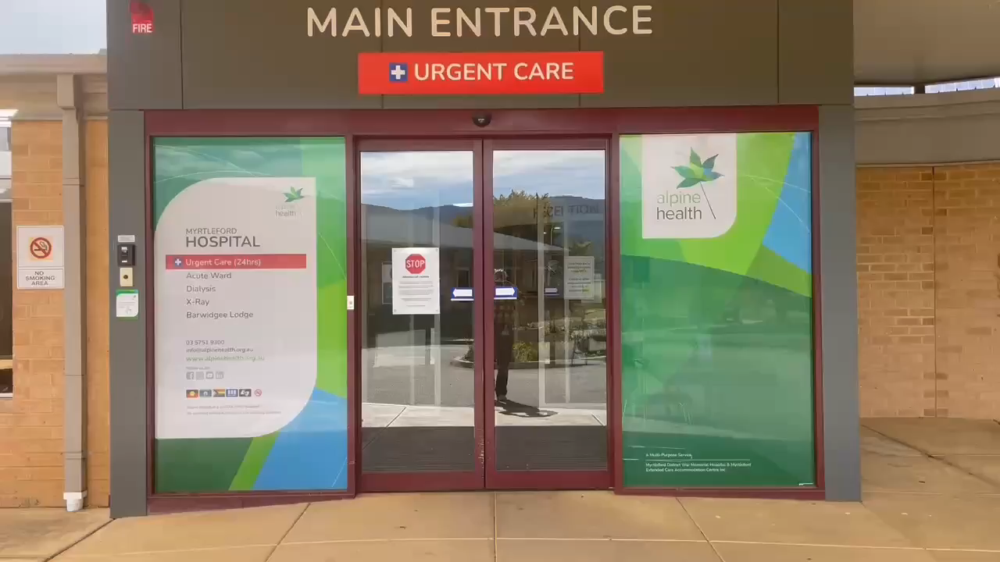 FIRE
MAIN ENTRANCE
URGENT CARE
alpine
health
MYRTLEFORD
HOSPITAL
Urgent Care (24hrs)
Acute Ward
Dialysis
X-Ray
Barwidgee Lodge
03 5751 9300
info@alpinehealth.org.au
www.alpinehealth.org.au
NO
SMOKING
AREA
STOP
RECEPTION
alpine
health
A Multi-Purpose Service
Myrtleford District War Memorial Hospital & Myrtleford
Extended Care Accommodation Centre Inc